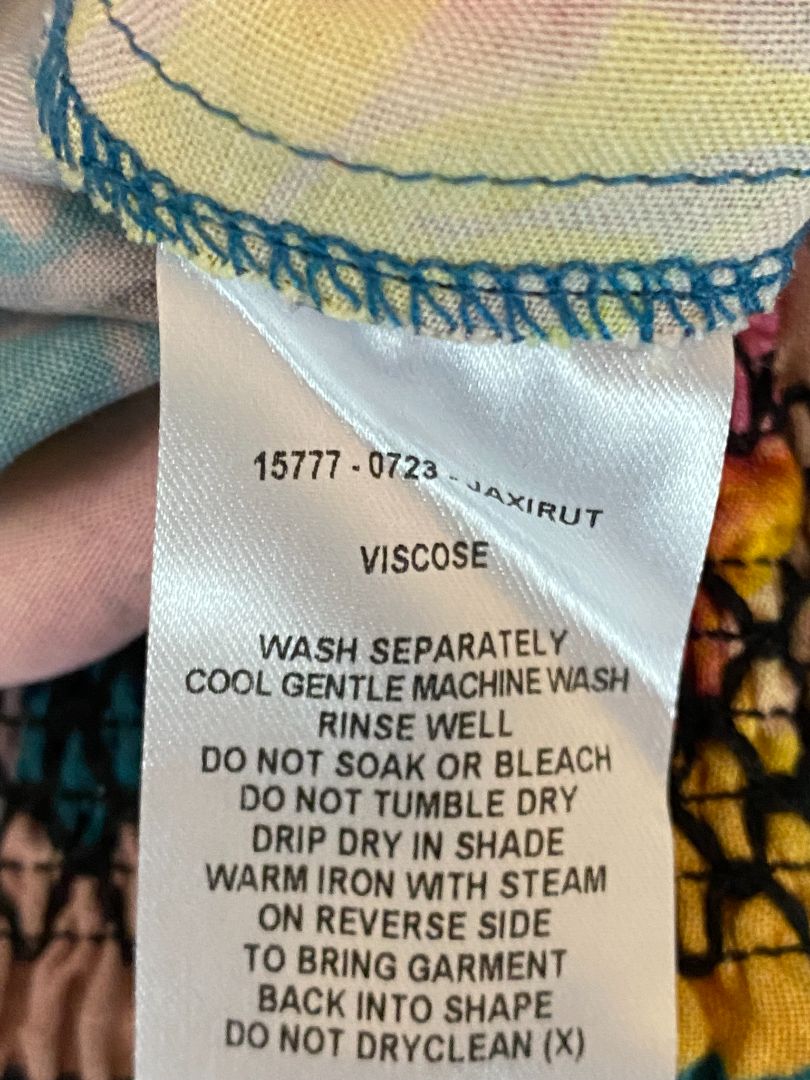 15777 - 0723 - JAXIRUT
VISCOSE
WASH SEPARATELY
COOL GENTLE MACHINE WASH
RINSE WELL
DO NOT SOAK OR BLEACH
DO NOT TUMBLE DRY
DRIP DRY IN SHADE
WARM IRON WITH STEAM
ON REVERSE SIDE
TO BRING GARMENT
BACK INTO SHAPE
DO NOT DRYCLEAN (X)